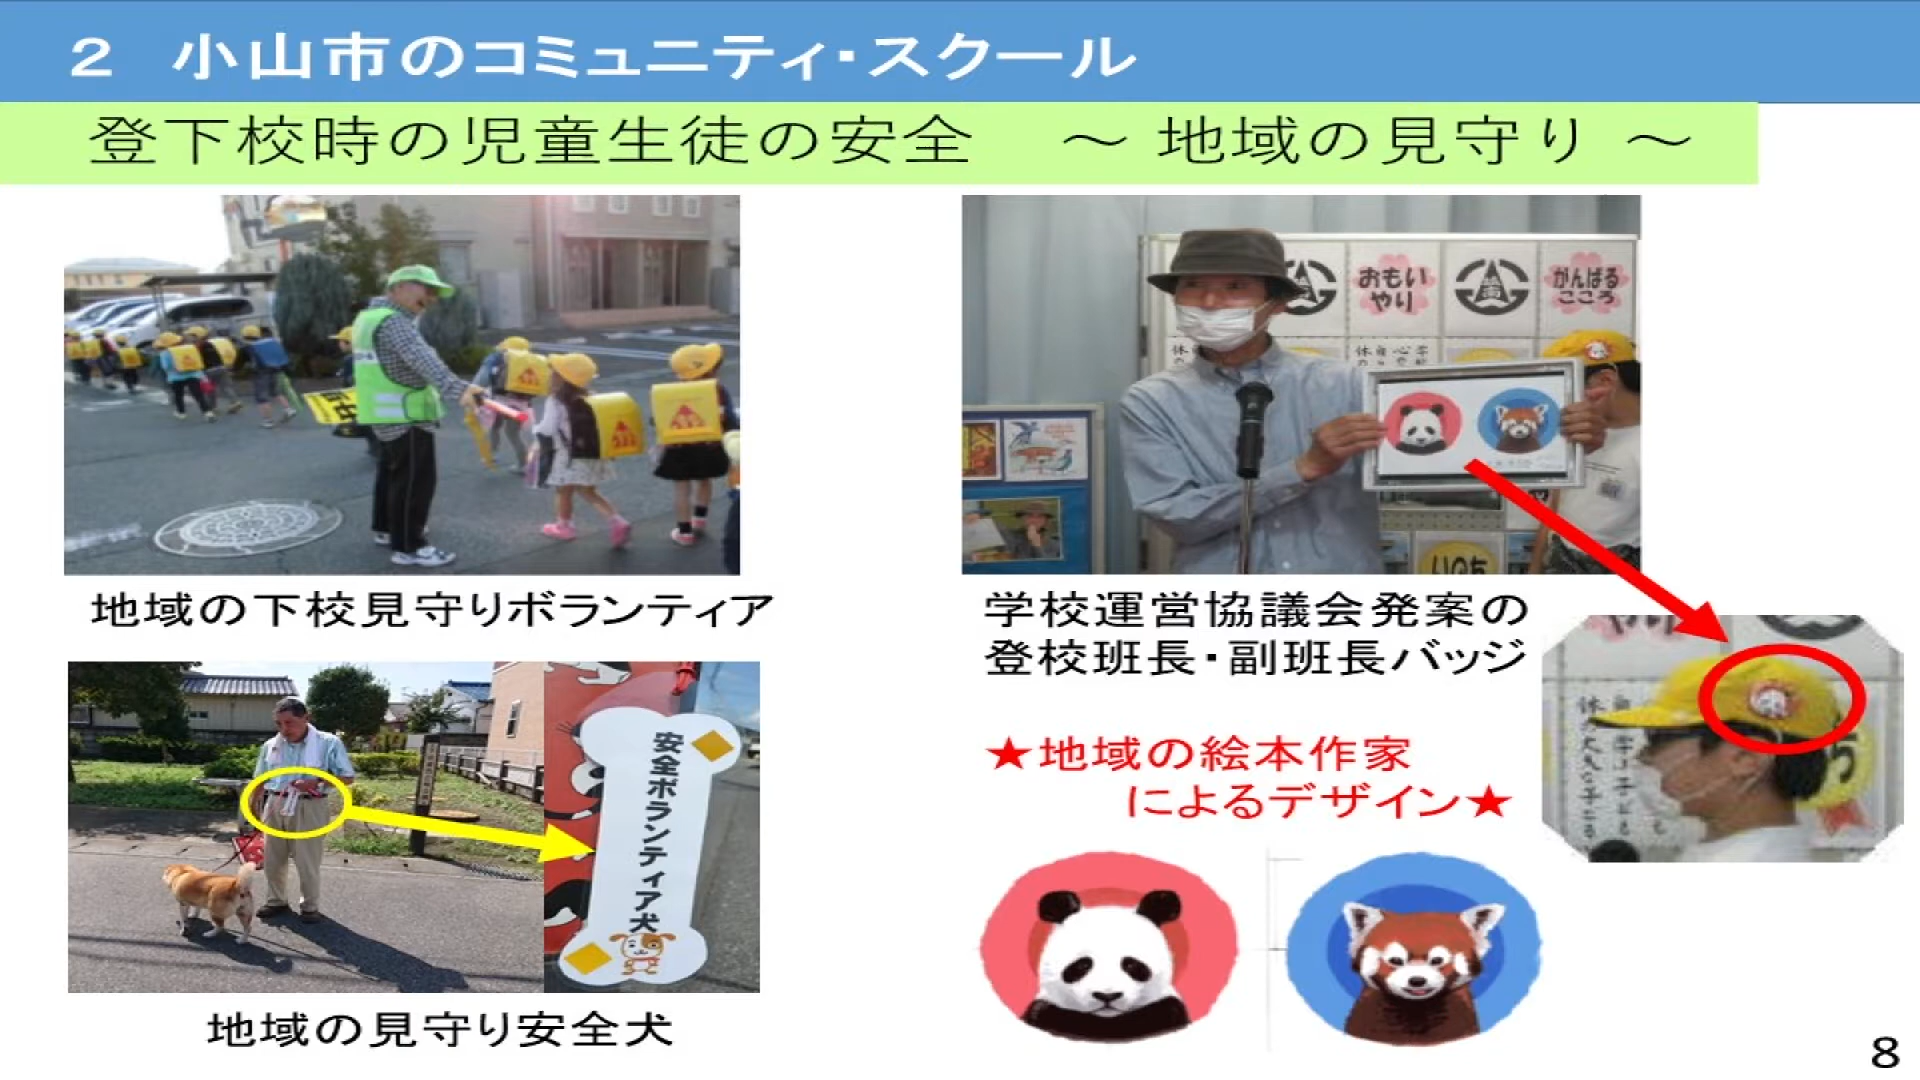 2 小山市のコミュニティ・スクール
登下校時の児童生徒の安全 ～ 地域の見守り ～
おもい
やり
がんばる
こころ
地域の下校見守りボランティア
学校運営協議会発案の
登校班長・副班長バッジ
安全ボランティア犬
★地域の絵本作家
によるデザイン★
地域の見守り安全犬
8